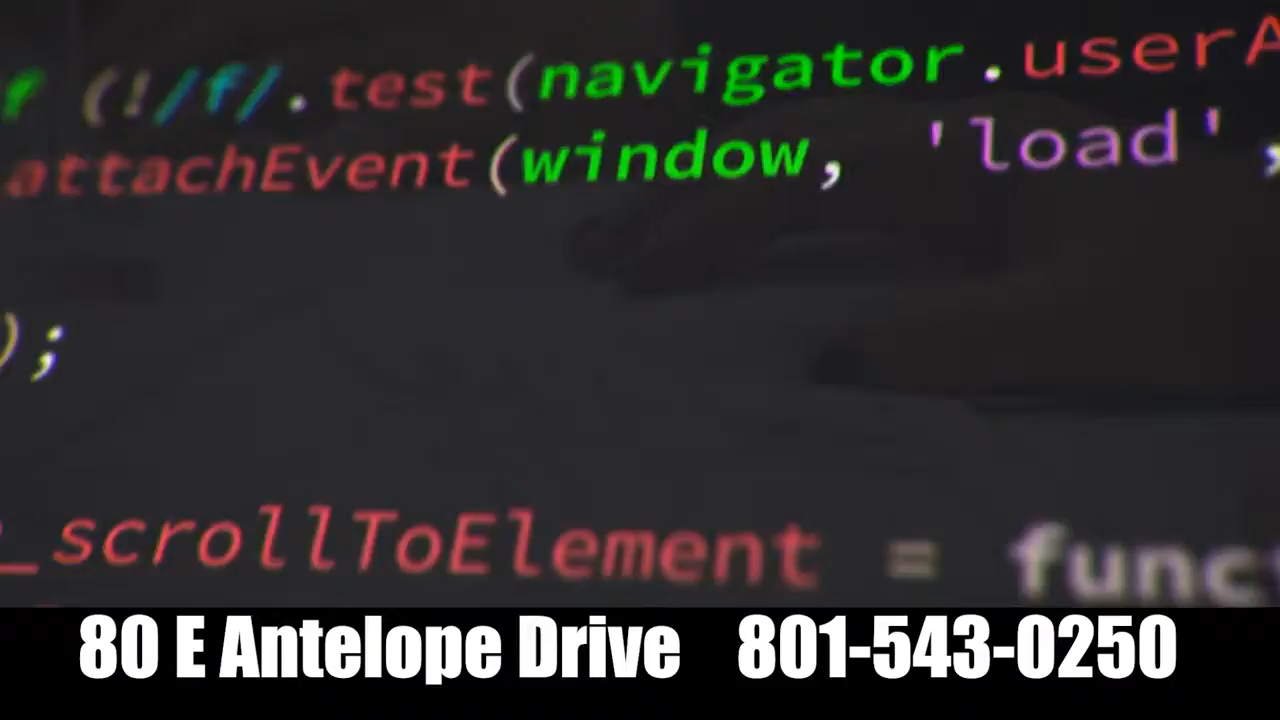 f (!/f/.test(navigator.userA
attachEvent(window, 'load',
);
_scrollToElement = func
80 E Antelope Drive 801-543-0250